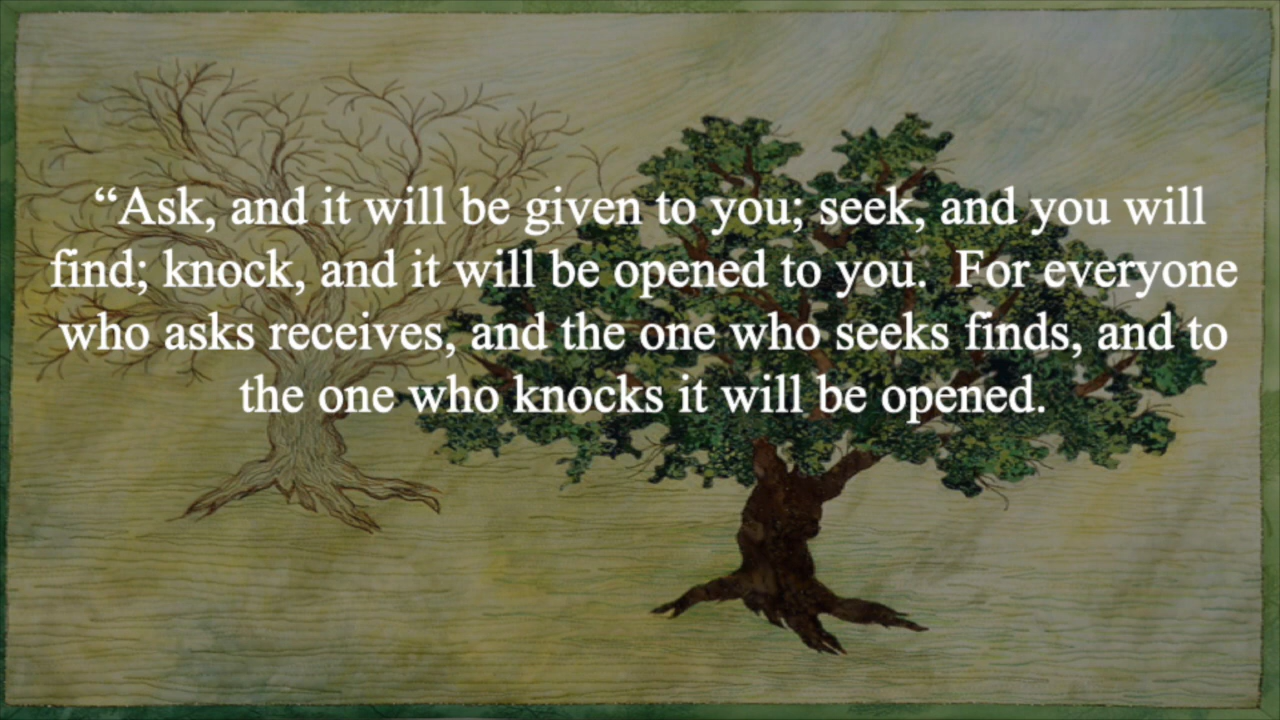 “Ask, and it will be given to you; seek, and you will
find; knock, and it will be opened to you.  For everyone
who asks receives, and the one who seeks finds, and to
the one who knocks it will be opened.